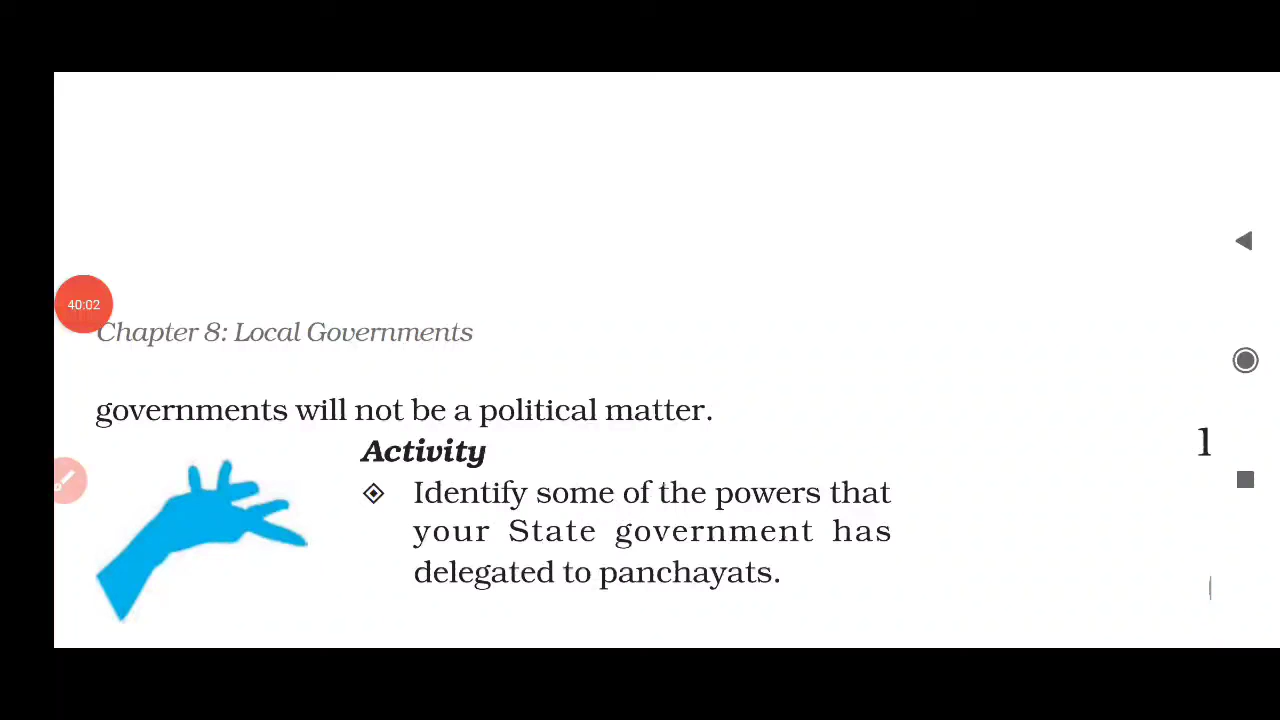 40:02
Chapter 8: Local Governments
governments will not be a political matter.
1
Activity
Identify some of the powers that
your State government has
delegated to panchayats.